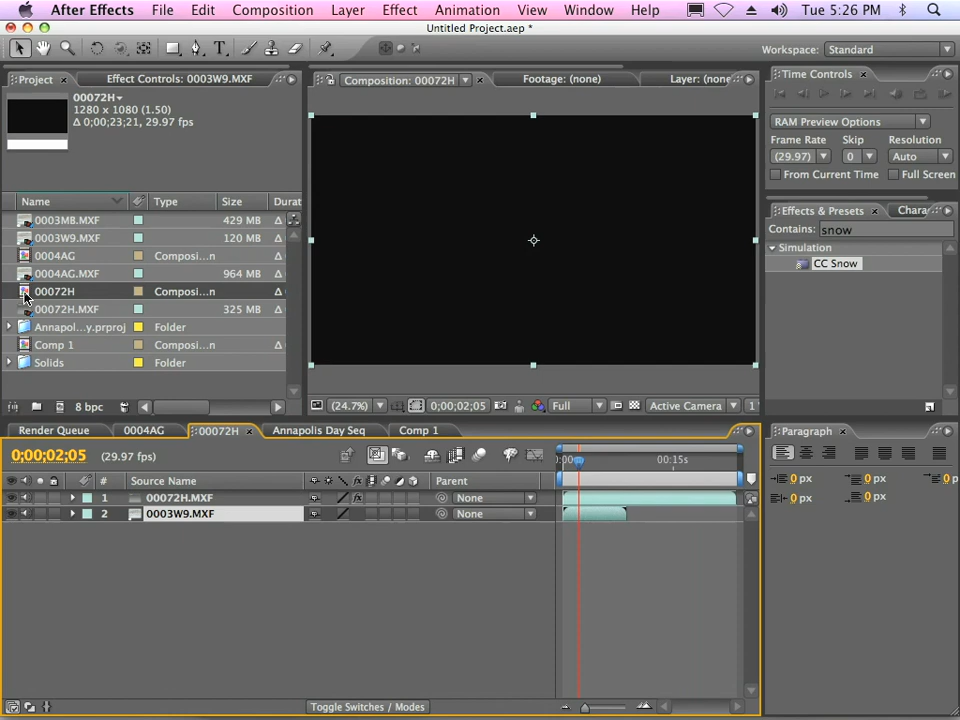 After Effects File Edit Composition Layer Effect Animation View Window Help Tue 5:26 PM
Untitled Project.aep *
Workspace: Standard
Project × Effect Controls: 0003W9.MXF
Composition: 00072H × Footage: (none) Layer: (none
Time Controls ×
00072H
1280 x 1080 (1.50)
Δ 0;00;23;21, 29.97 fps
RAM Preview Options
Frame Rate Skip Resolution
(29.97) 0 Auto
From Current Time Full Screen
Name Type Size Durat
0003MB.MXF 429 MB Δ
0003W9.MXF 120 MB Δ
0004AG Composi...n Δ
0004AG.MXF 964 MB Δ
00072H Composi...n Δ
00072H.MXF 325 MB Δ
Annapol...y.prproj Folder
Comp 1 Composi...n Δ
Solids Folder
8 bpc
Effects & Presets × Chara
Contains: snow
Simulation
CC Snow
(24.7%) 0;00;02;05 Full Active Camera 1
Render Queue 0004AG 00072H × Annapolis Day Seq Comp 1
0;00;02;05 (29.97 fps)
:00 00:15s
# Source Name Parent
1 00072H.MXF None
2 0003W9.MXF None
Toggle Switches / Modes
Paragraph ×
0 px 0 px 0 p
0 px 0 px